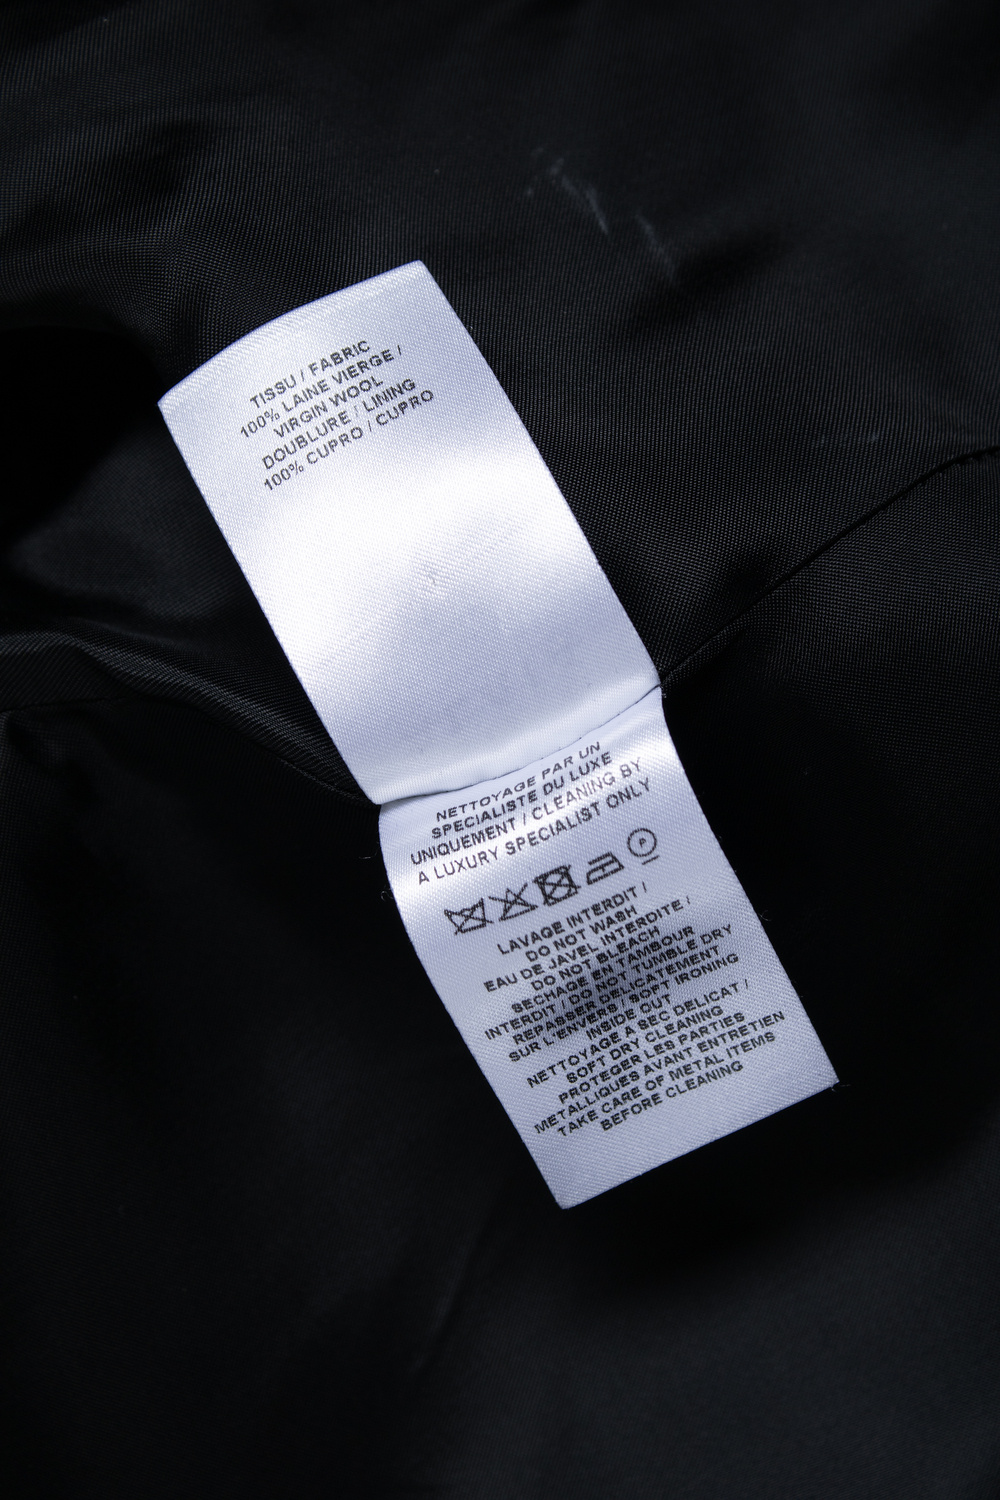 TISSU / FABRIC
100% LAINE VIERGE /
VIRGIN WOOL
DOUBLURE / LINING
100% CUPRO / CUPRO
NETTOYAGE PAR UN
SPECIALISTE DU LUXE
UNIQUEMENT / CLEANING BY
A LUXURY SPECIALIST ONLY
P
LAVAGE INTERDIT /
DO NOT WASH
EAU DE JAVEL INTERDITE /
DO NOT BLEACH
SECHAGE EN TAMBOUR
INTERDIT / DO NOT TUMBLE DRY
REPASSER DELICATEMENT
SUR L'ENVERS / SOFT IRONING
INSIDE OUT
NETTOYAGE A SEC DELICAT /
SOFT DRY CLEANING
PROTEGER LES PARTIES
METALLIQUES AVANT ENTRETIEN
TAKE CARE OF METAL ITEMS
BEFORE CLEANING